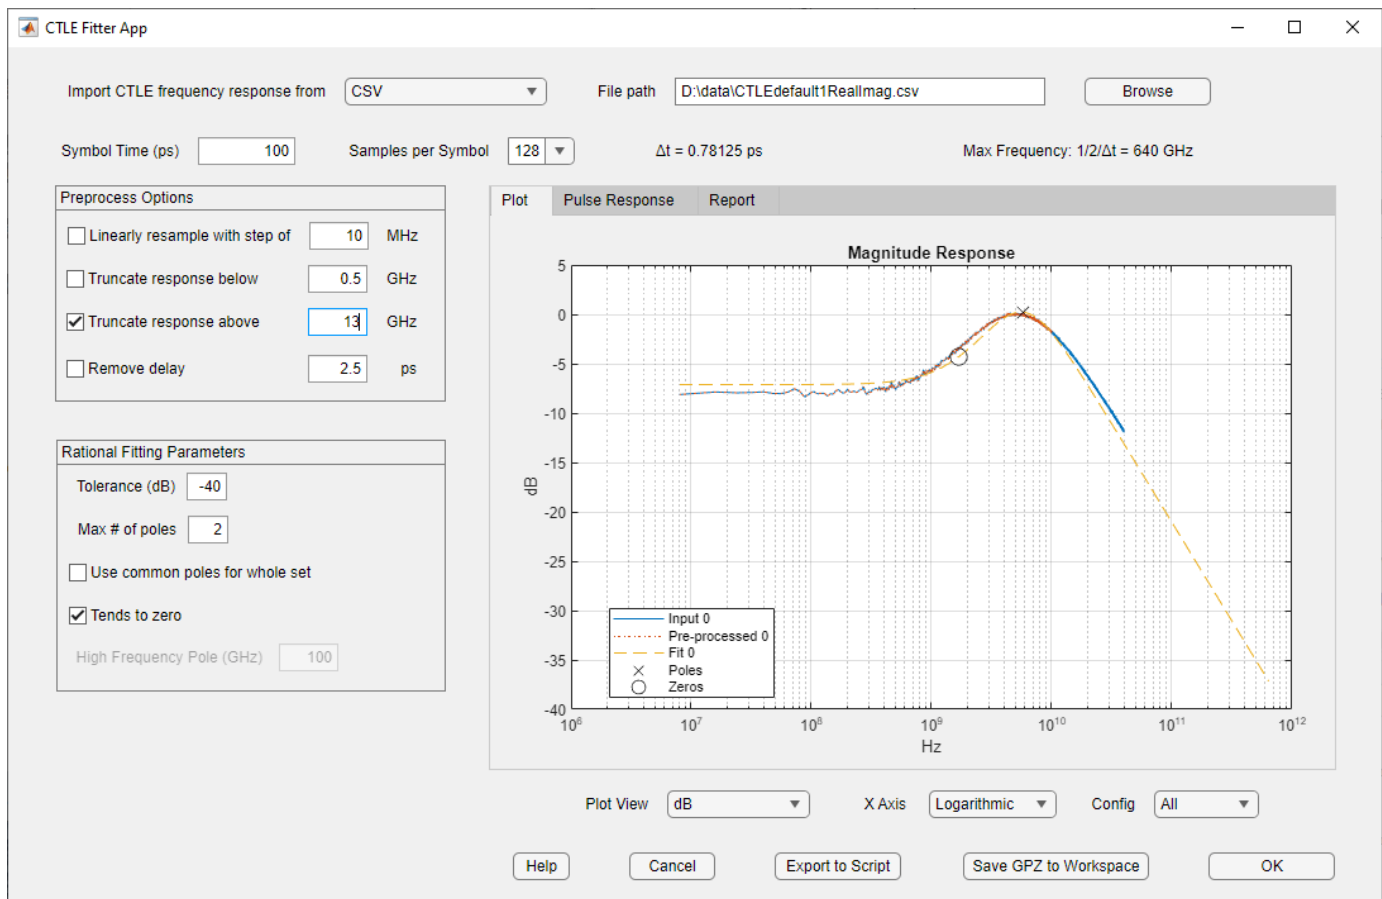 CTLE Fitter App
Import CTLE frequency response from CSV File path D:\data\CTLEdefault1RealImag.csv Browse
Symbol Time (ps) 100 Samples per Symbol 128 Δt = 0.78125 ps Max Frequency: 1/2/Δt = 640 GHz
Preprocess Options
Linearly resample with step of 10 MHz
Truncate response below 0.5 GHz
Truncate response above 13 GHz
Remove delay 2.5 ps
Rational Fitting Parameters
Tolerance (dB) -40
Max # of poles 2
Use common poles for whole set
Tends to zero
High Frequency Pole (GHz) 100
Plot Pulse Response Report
Magnitude Response
5
0
-5
-10
-15
-20
-25
-30
-35
-40
dB
Input 0
Pre-processed 0
Fit 0
Poles
Zeros
10⁶ 10⁷ 10⁸ 10⁹ 10¹⁰ 10¹¹ 10¹²
Hz
Plot View dB X Axis Logarithmic Config All
Help Cancel Export to Script Save GPZ to Workspace OK